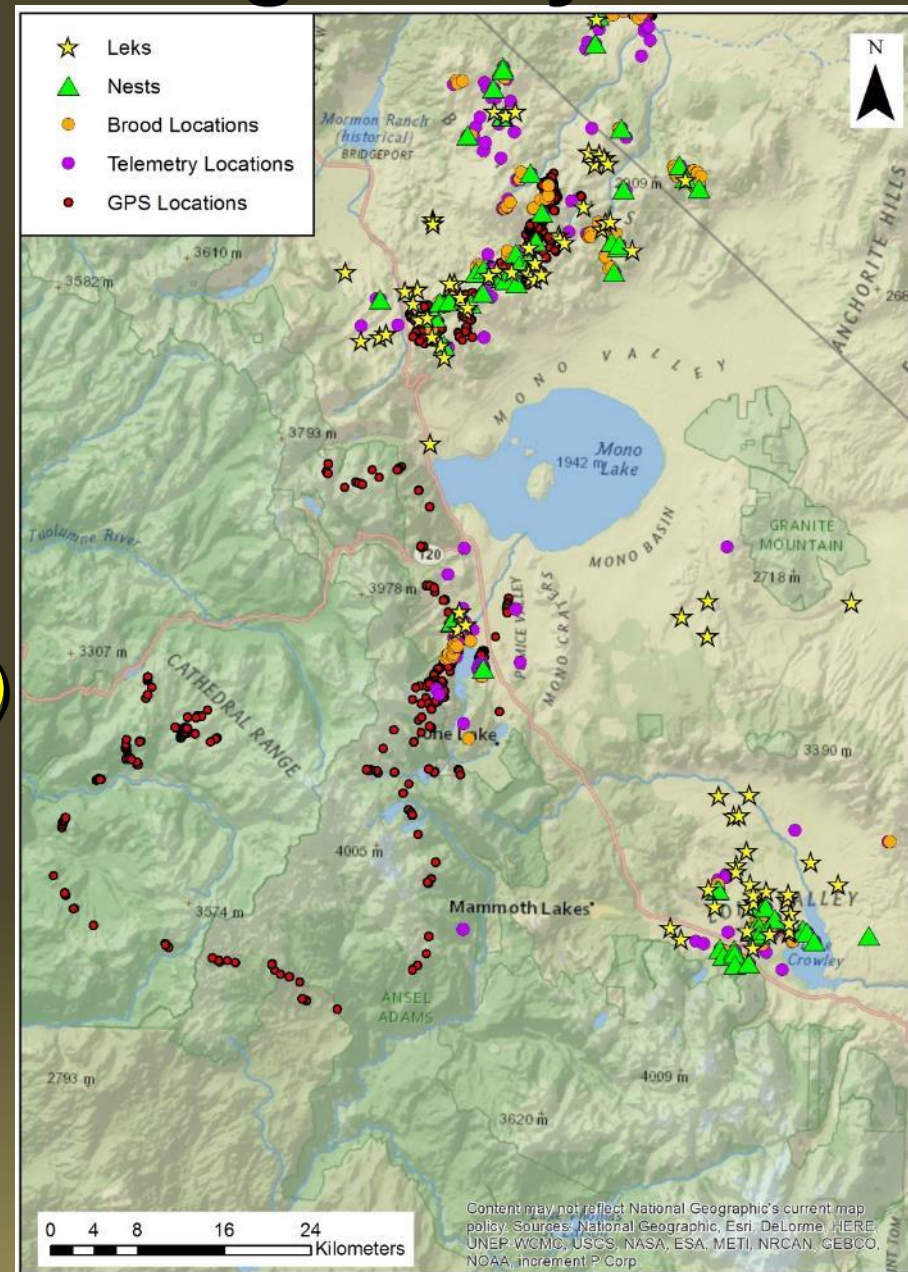 Leks
Nests
Brood Locations
Telemetry Locations
GPS Locations
N
Mormon Ranch
(historical)
BRIDGEPORT
2909 m
ANCHORITE HILLS
3610 m
3582 m
MONO VALLEY
3793 m
Mono
Lake
1942 m
Tuolumne River
GRANITE
MOUNTAIN
MONO BASIN
120
2718 m
3978 m
MONO CRATERS
3307 m
CATHEDRAL RANGE
Lake
3390 m
4005 m
VALLEY
Mammoth Lakes
3574 m
Crowley
ANSEL
ADAMS
2793 m
4009 m
3620 m
0 4 8 16 24
Kilometers
Content may not reflect National Geographic's current map
policy. Sources: National Geographic, Esri, DeLorme, HERE,
UNEP-WCMC, USGS, NASA, ESA, METI, NRCAN, GEBCO,
NOAA, increment P Corp